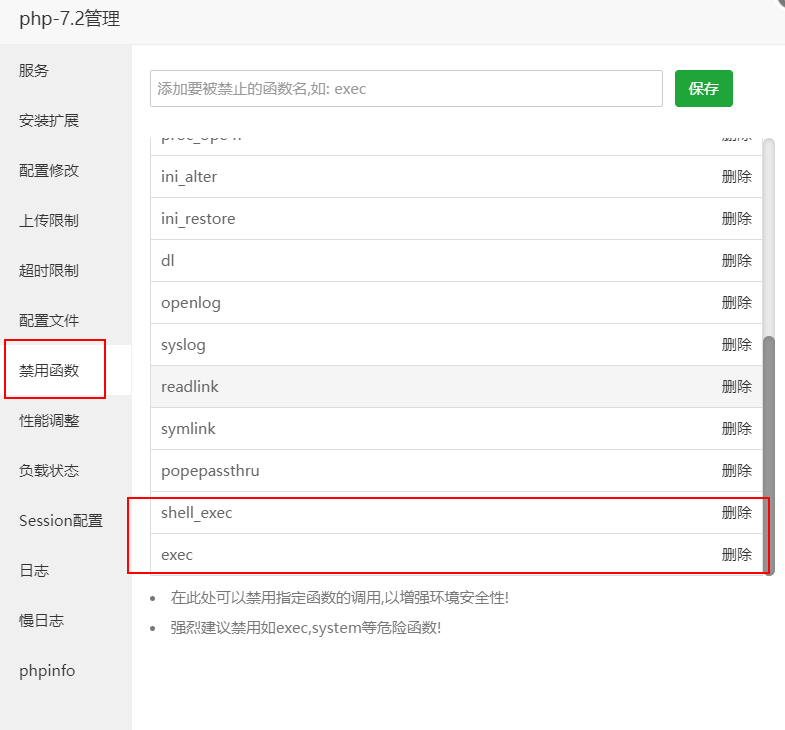 php-7.2管理
服务
安装扩展
配置修改
上传限制
超时限制
配置文件
禁用函数
性能调整
负载状态
Session配置
日志
慢日志
phpinfo
添加要被禁止的函数名,如: exec
保存
删除
ini_alter 删除
ini_restore 删除
dl 删除
openlog 删除
syslog 删除
readlink 删除
symlink 删除
popepassthru 删除
shell_exec 删除
exec 删除
在此处可以禁用指定函数的调用,以增强环境安全性!
强烈建议禁用如exec,system等危险函数!